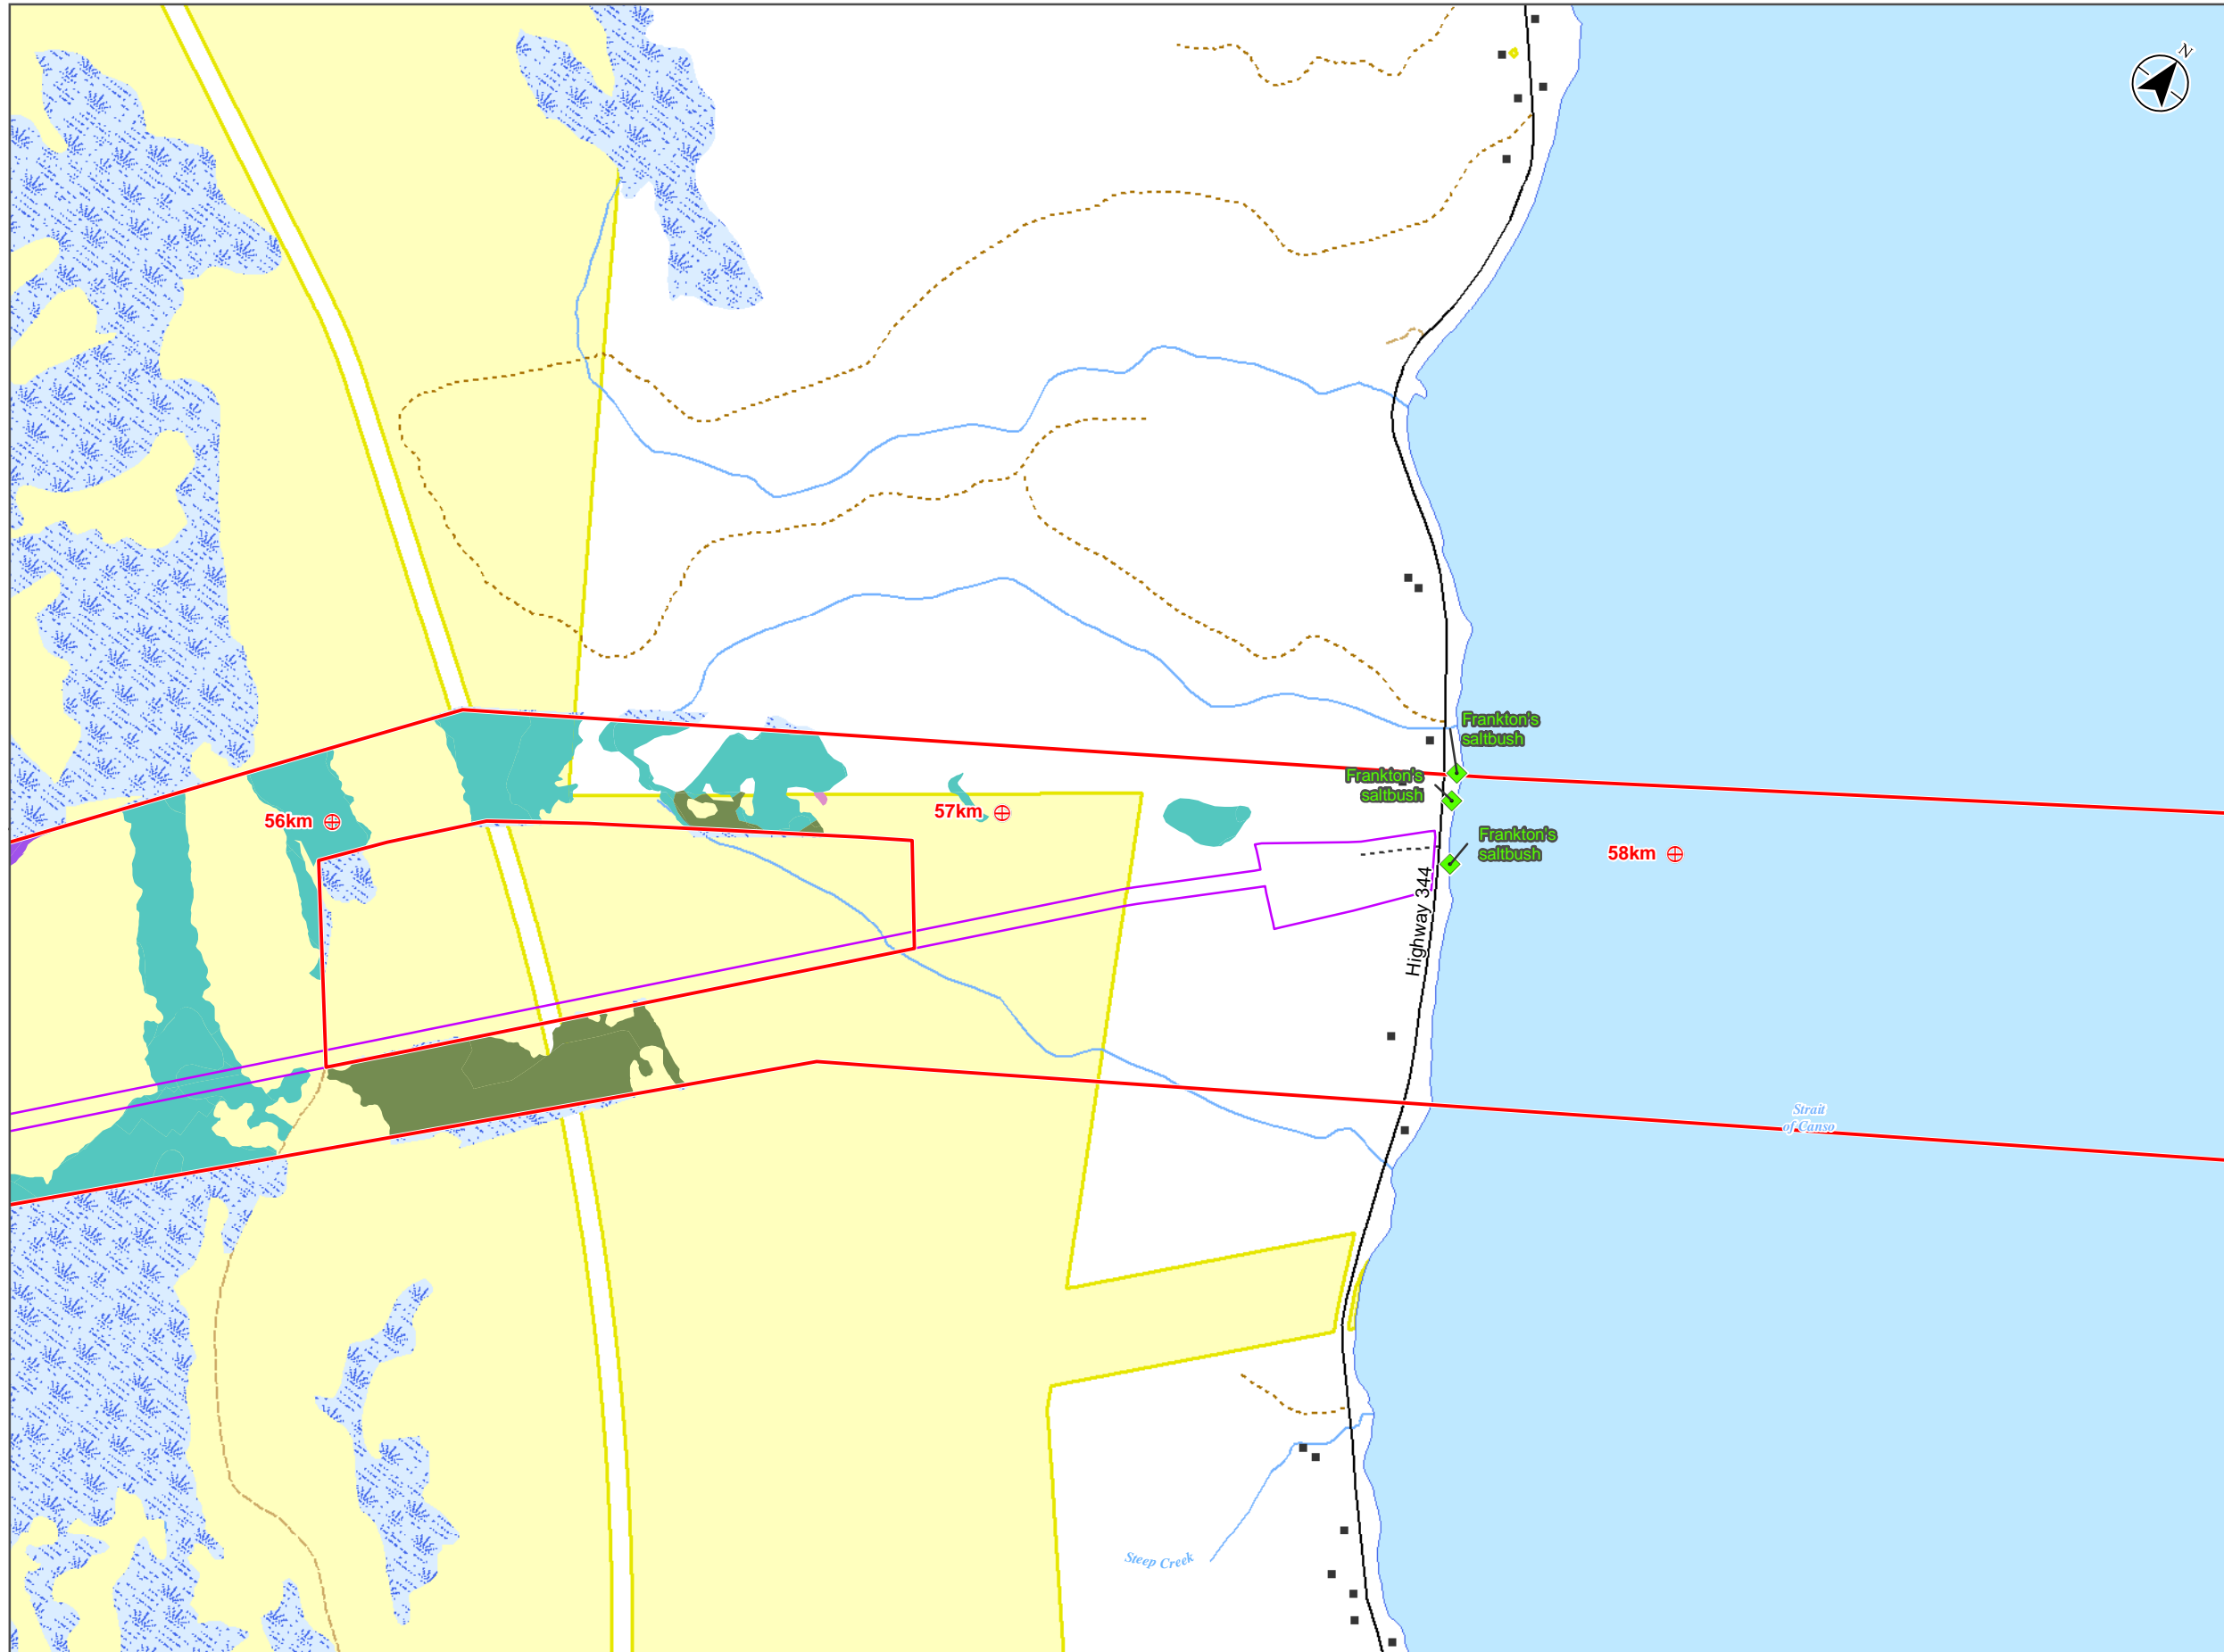 N
Frankton's
saltbush
Frankton's
saltbush
56km
57km
Frankton's
saltbush
58km
Highway 344
Strait
of Canso
Steep Creek